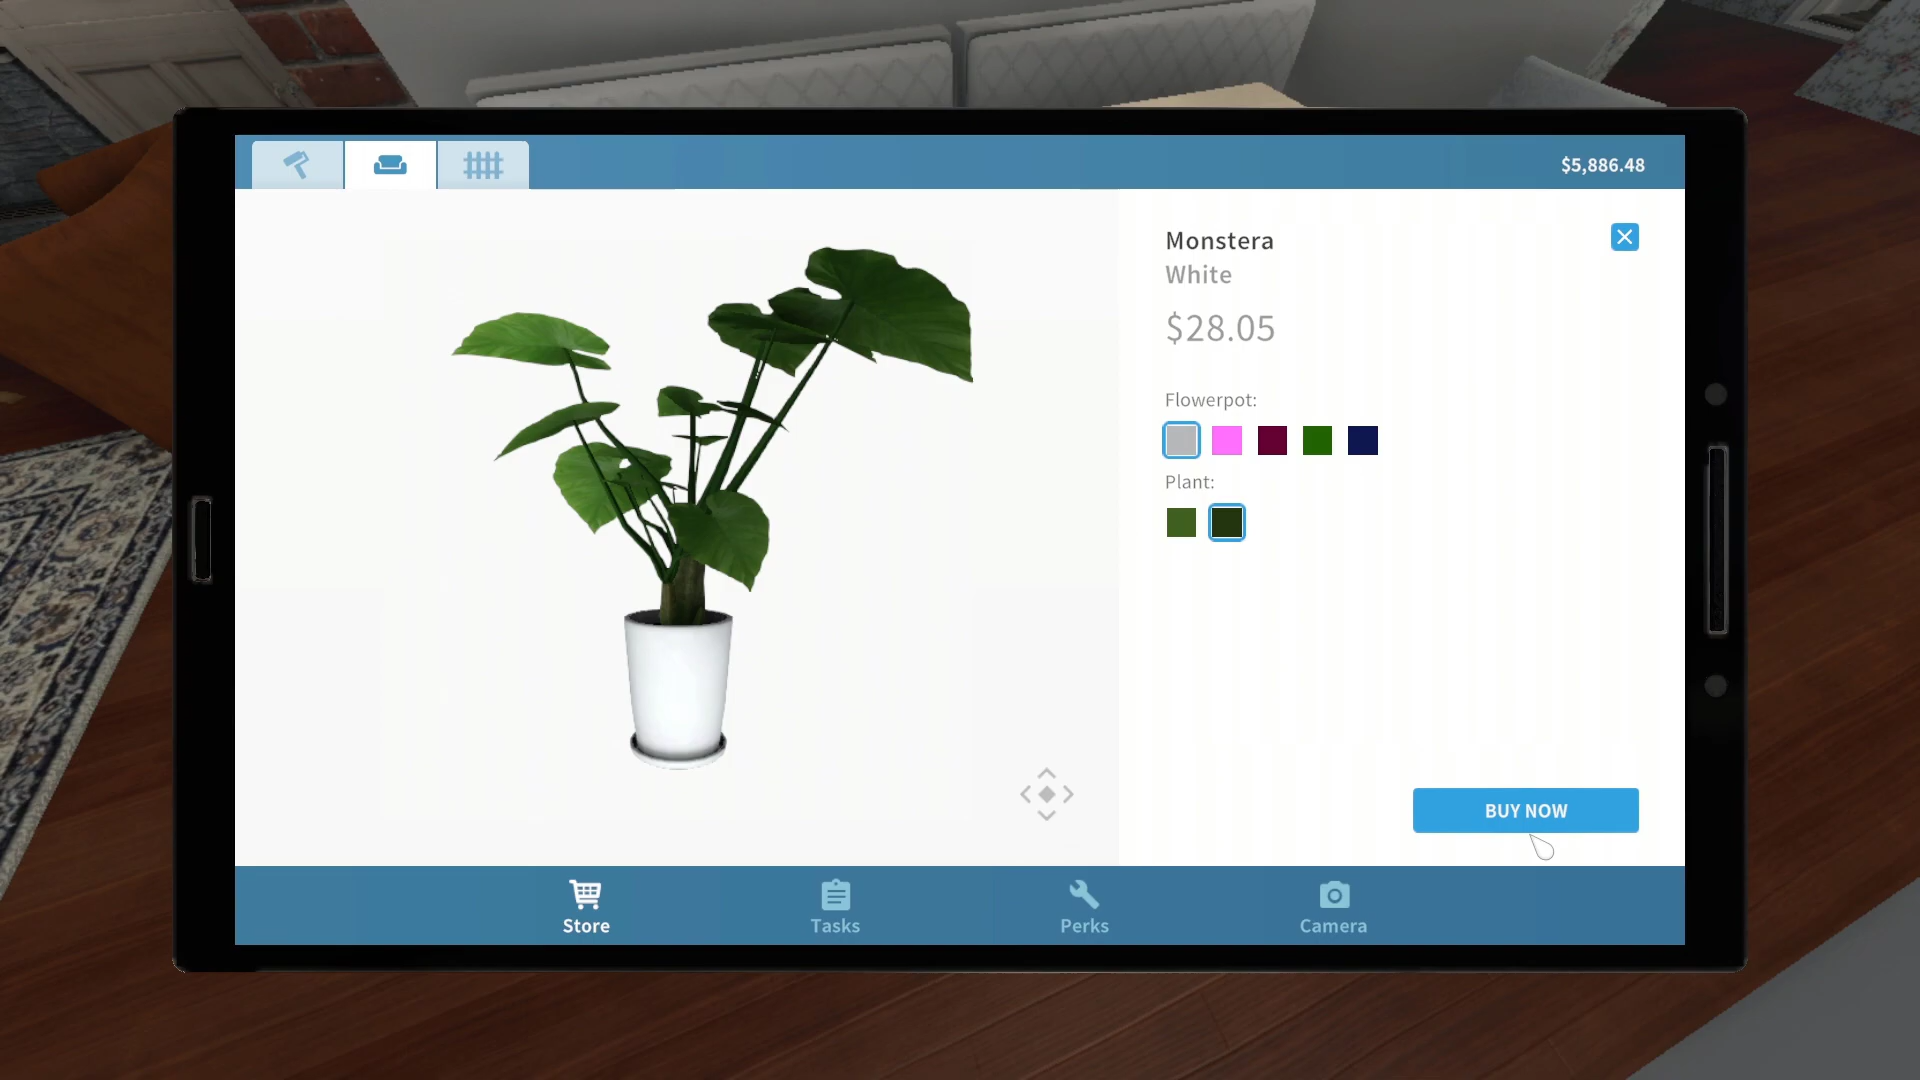 $5,886.48
Monstera
White
$28.05
Flowerpot:
Plant:
BUY NOW
Store
Tasks
Perks
Camera